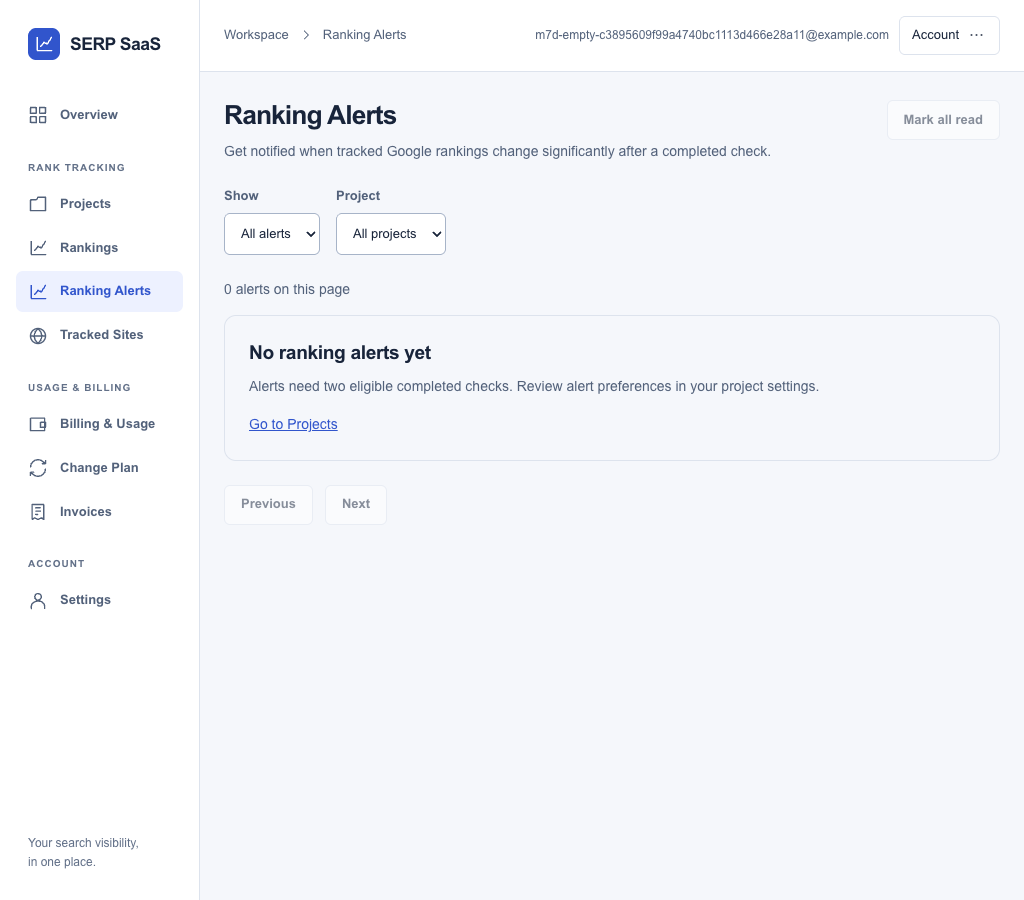 SERP SaaS
Overview
RANK TRACKING
Projects
Rankings
Ranking Alerts
Tracked Sites
USAGE & BILLING
Billing & Usage
Change Plan
Invoices
ACCOUNT
Settings
Your search visibility,
in one place.
Workspace > Ranking Alerts
m7d-empty-c3895609f99a4740bc1113d466e28a11@example.com
Account ···
Ranking Alerts
Mark all read
Get notified when tracked Google rankings change significantly after a completed check.
Show Project
All alerts All projects
0 alerts on this page
No ranking alerts yet
Alerts need two eligible completed checks. Review alert preferences in your project settings.
Go to Projects
Previous Next